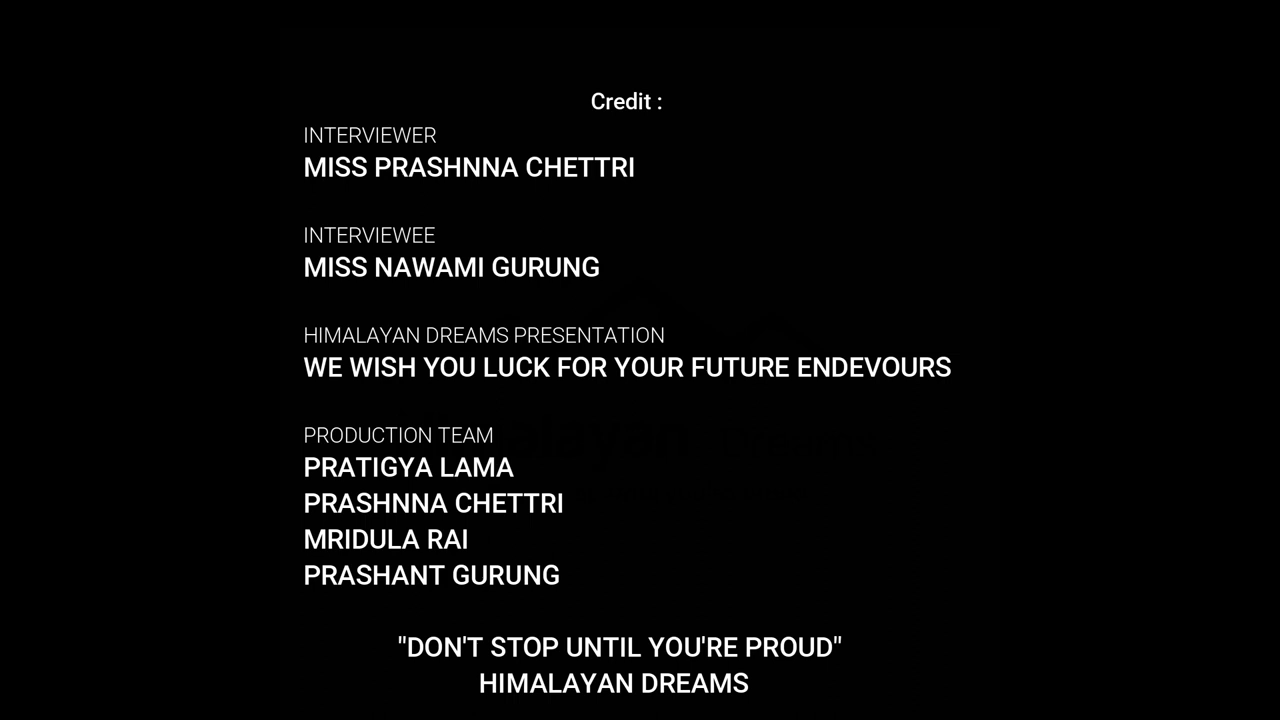 Credit :
INTERVIEWER
MISS PRASHNNA CHETTRI
INTERVIEWEE
MISS NAWAMI GURUNG
HIMALAYAN DREAMS PRESENTATION
WE WISH YOU LUCK FOR YOUR FUTURE ENDEVOURS
PRODUCTION TEAM
PRATIGYA LAMA
PRASHNNA CHETTRI
MRIDULA RAI
PRASHANT GURUNG
"DON'T STOP UNTIL YOU'RE PROUD"
HIMALAYAN DREAMS